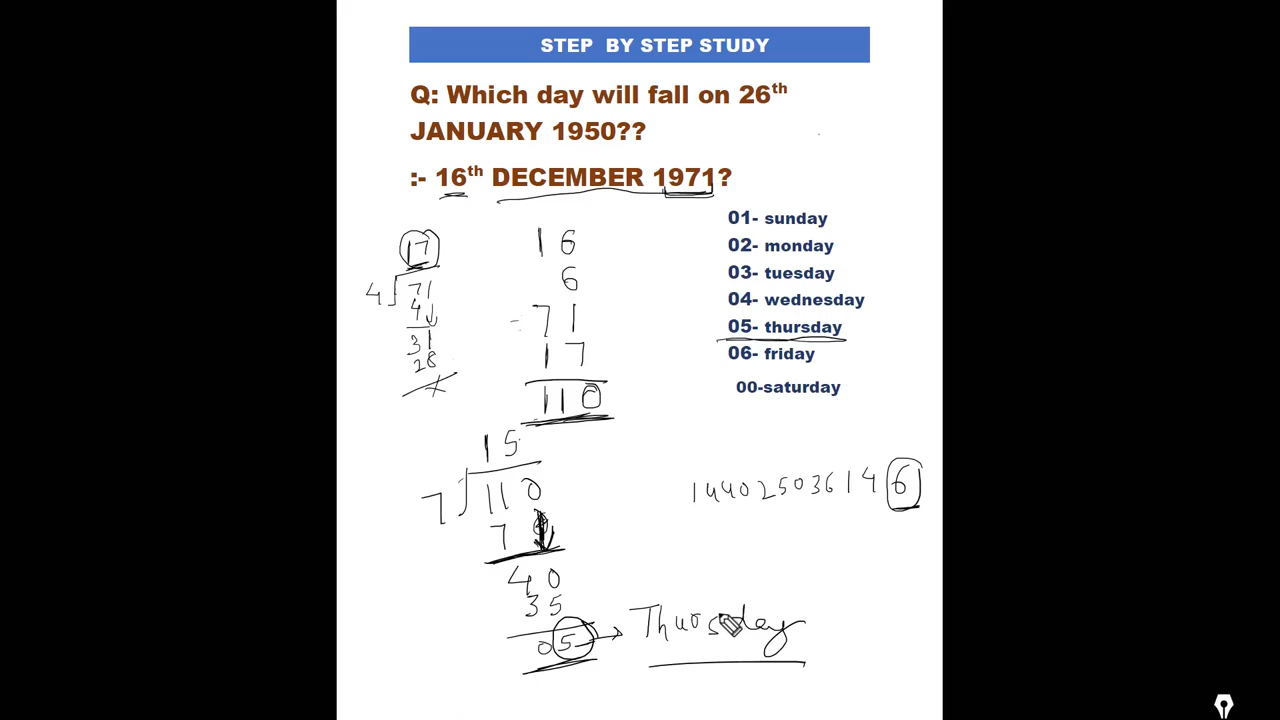 STEP BY STEP STUDY
Q: Which day will fall on 26th
JANUARY 1950??
:- 16th DECEMBER 1971?
01- sunday
02- monday
03- tuesday
04- wednesday
05- thursday
06- friday
00-saturday
17
4 71
4
31
28
16
6
71
17
110
15
7 110
7
40
35
05 → Thursday
144025036146